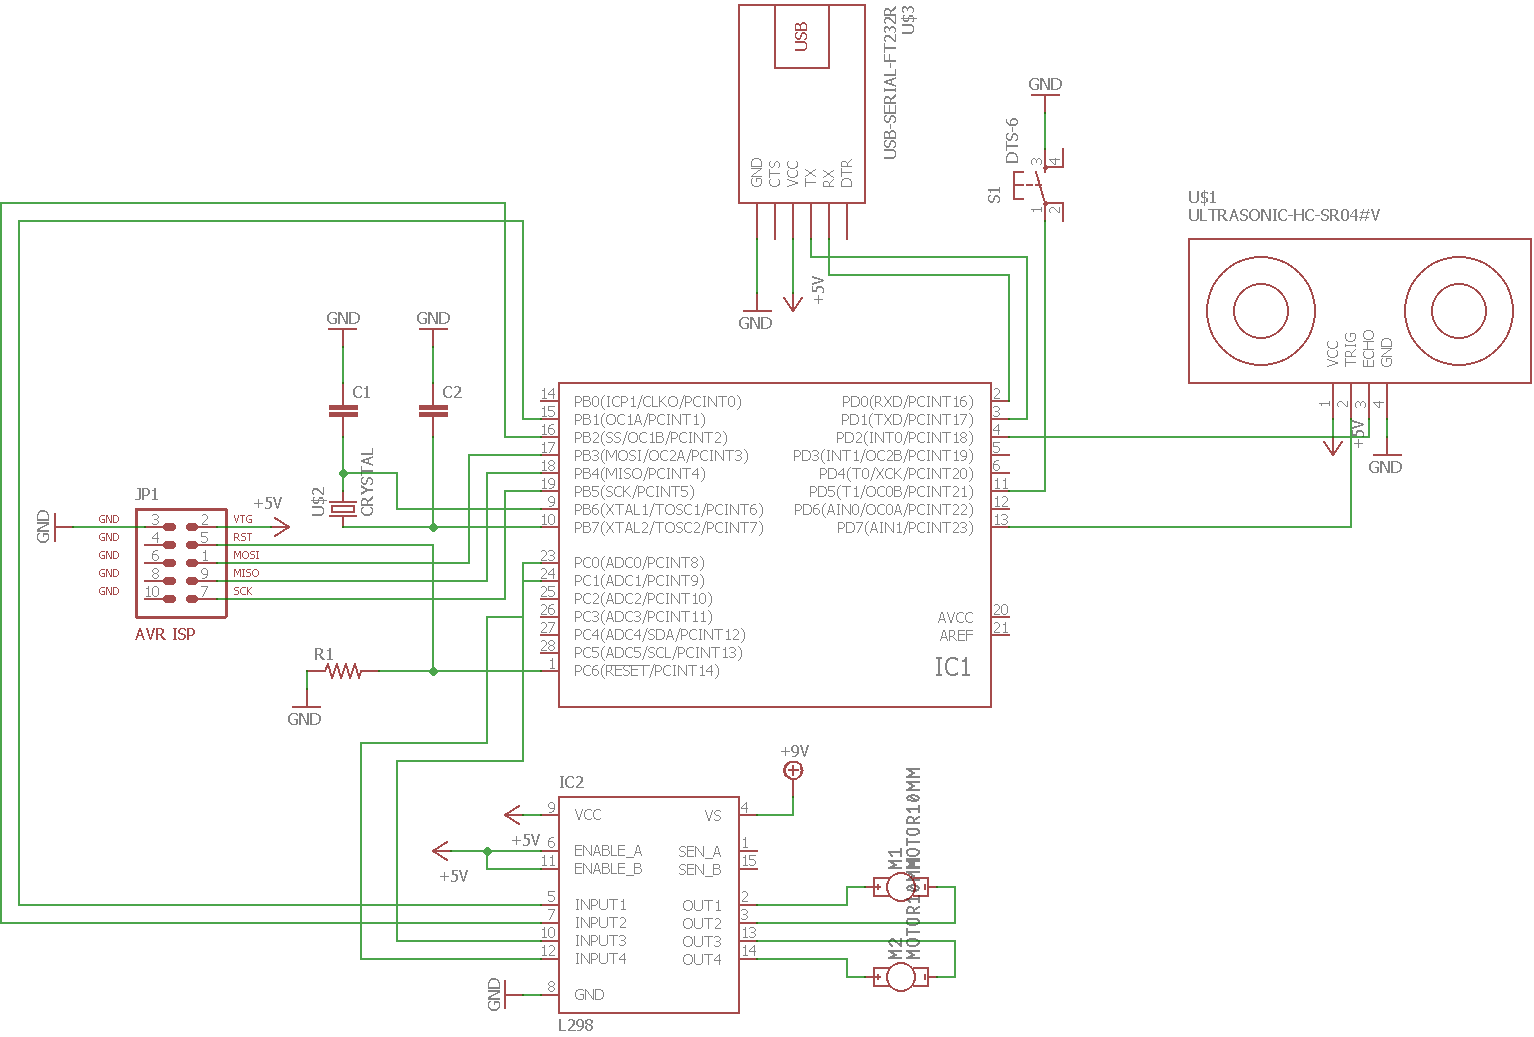 USB
U$3
USB-SERIAL-FT232R
GND
CTS
VCC
TX
RX
DTR
GND
+5V
GND
DTS-6
S1
3
4
1
2
U$1
ULTRASONIC-HC-SR04#V
VCC
TRIG
ECHO
GND
1
2
3
4
+5V
GND
GND
GND
C1
C2
U$2
CRYSTAL
JP1
+5V
GND
GND 3 2 VTG
GND 4 5 RST
GND 6 1 MOSI
GND 8 9 MISO
GND 10 7 SCK
AVR ISP
R1
GND
14 PB0(ICP1/CLKO/PCINT0)
15 PB1(OC1A/PCINT1)
16 PB2(SS/OC1B/PCINT2)
17 PB3(MOSI/OC2A/PCINT3)
18 PB4(MISO/PCINT4)
19 PB5(SCK/PCINT5)
9 PB6(XTAL1/TOSC1/PCINT6)
10 PB7(XTAL2/TOSC2/PCINT7)
23 PC0(ADC0/PCINT8)
24 PC1(ADC1/PCINT9)
25 PC2(ADC2/PCINT10)
26 PC3(ADC3/PCINT11)
27 PC4(ADC4/SDA/PCINT12)
28 PC5(ADC5/SCL/PCINT13)
1 PC6(RESET/PCINT14)
PD0(RXD/PCINT16) 2
PD1(TXD/PCINT17) 3
PD2(INT0/PCINT18) 4
PD3(INT1/OC2B/PCINT19) 5
PD4(T0/XCK/PCINT20) 6
PD5(T1/OC0B/PCINT21) 11
PD6(AIN0/OC0A/PCINT22) 12
PD7(AIN1/PCINT23) 13
AVCC 20
AREF 21
IC1
IC2
+9V
9 VCC
+5V
6 ENABLE_A
11 ENABLE_B
+5V
5 INPUT1
7 INPUT2
10 INPUT3
12 INPUT4
8 GND
GND
VS 4
SEN_A 1
SEN_B 15
OUT1 2
OUT2 3
OUT3 13
OUT4 14
L298
M1
MOTOR10MM
M2
MOTOR10MM